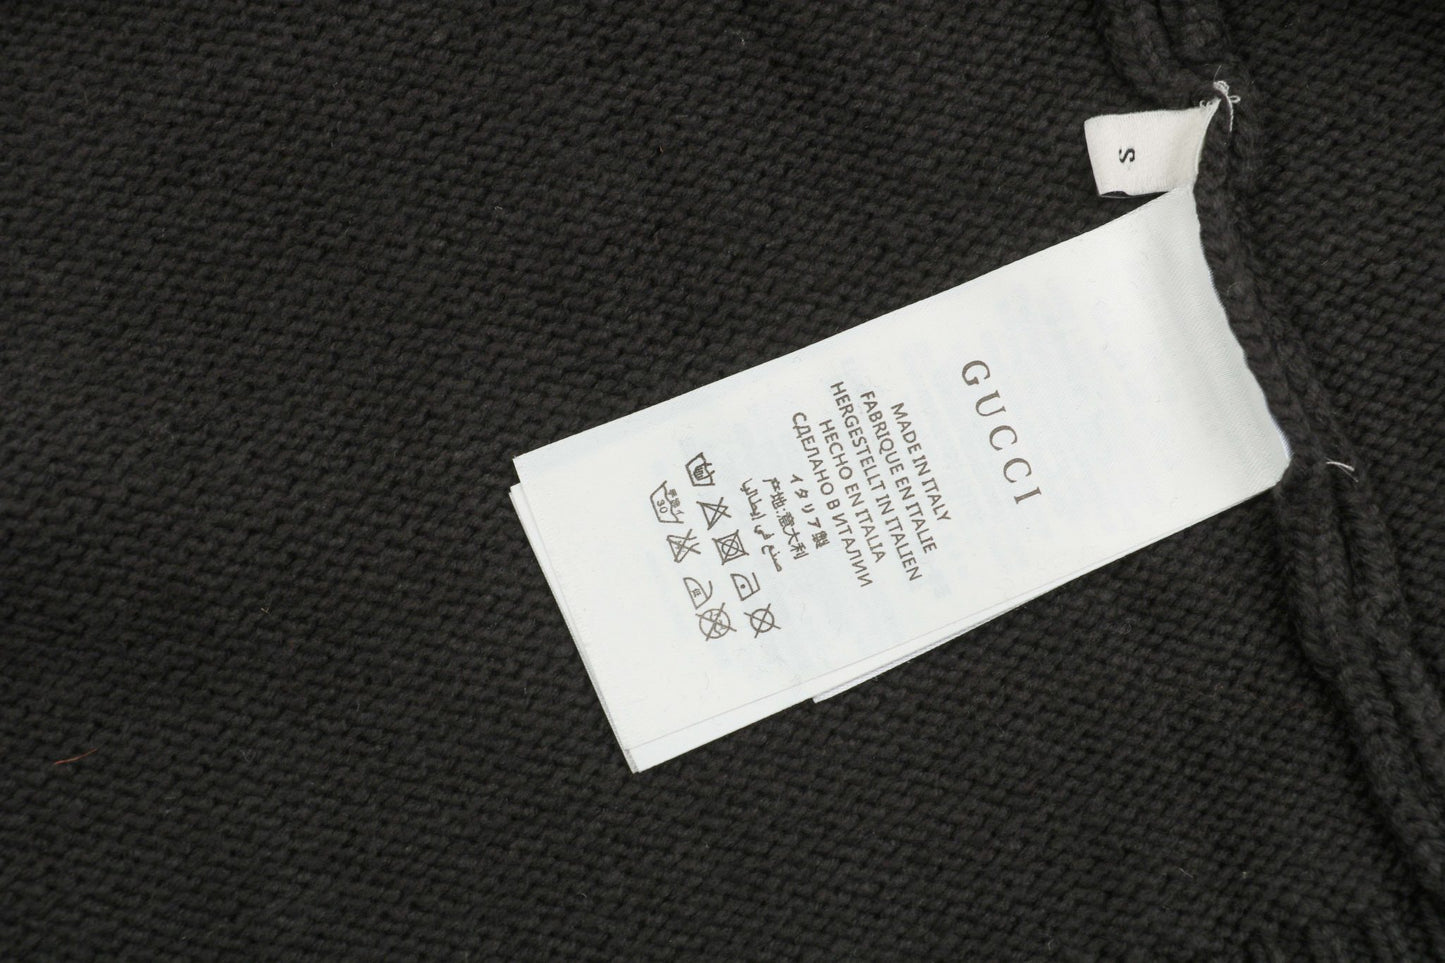 S
GUCCI
MADE IN ITALY
FABRIQUE EN ITALIE
HERGESTELLT IN ITALIEN
HECHO EN ITALIA
СДЕЛАНО В ИТАЛИИ
イタリア製
产地:意大利
صنع في إيطاليا
30